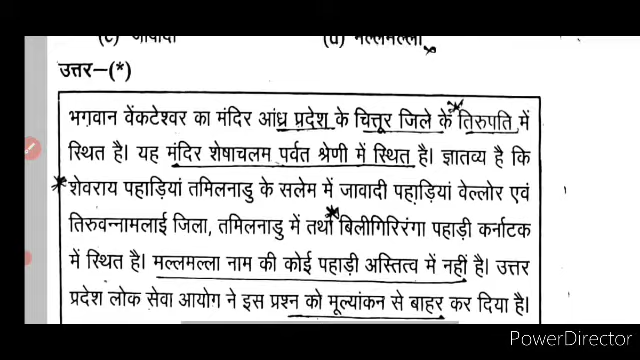 (c) जावादी (d) मल्लमल्ला
उत्तर–(*)
भगवान वेंकटेश्वर का मंदिर आंध्र प्रदेश के चित्तूर जिले के तिरुपति में
स्थित है। यह मंदिर शेषाचलम पर्वत श्रेणी में स्थित है। ज्ञातव्य है कि
शेवराय पहाड़ियां तमिलनाडु के सलेम में जावादी पहाड़ियां वेल्लोर एवं
तिरुवन्नामलाई जिला, तमिलनाडु में तथा बिलीगिरिरंगा पहाड़ी कर्नाटक
में स्थित है। मल्लमल्ला नाम की कोई पहाड़ी अस्तित्व में नहीं है। उत्तर
प्रदेश लोक सेवा आयोग ने इस प्रश्न को मूल्यांकन से बाहर कर दिया है।
PowerDirector